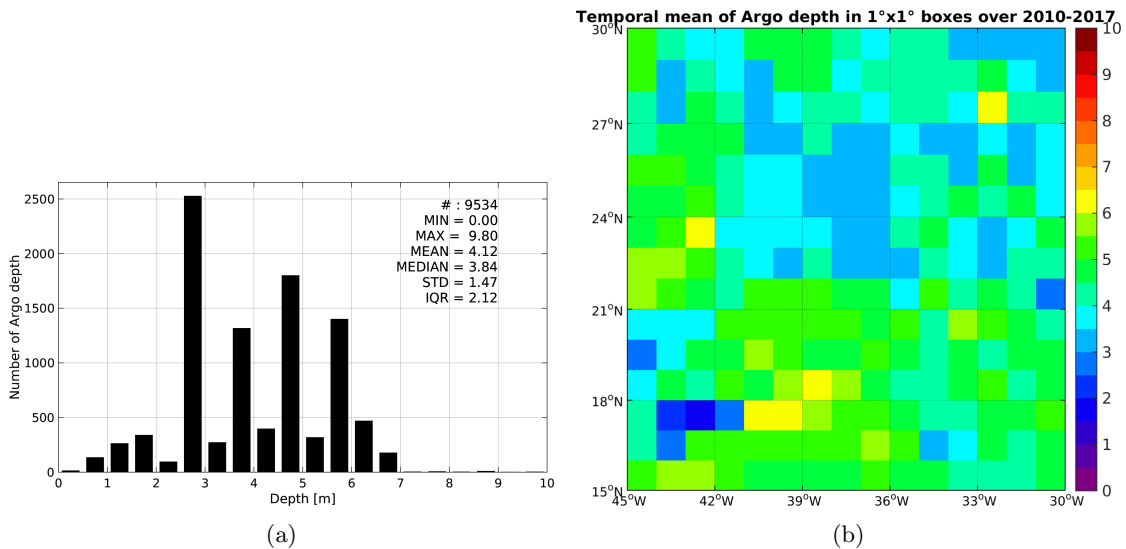 Temporal mean of Argo depth in 1°x1° boxes over 2010-2017
2500
2000
1500
1000
500
0
Number of Argo depth
# : 9534
MIN = 0.00
MAX = 9.80
MEAN = 4.12
MEDIAN = 3.84
STD = 1.47
IQR = 2.12
0 1 2 3 4 5 6 7 8 9 10
Depth [m]
(a)
30°N
27°N
24°N
21°N
18°N
15°N
45°W 42°W 39°W 36°W 33°W 30°W
10
9
8
7
6
5
4
3
2
1
0
(b)